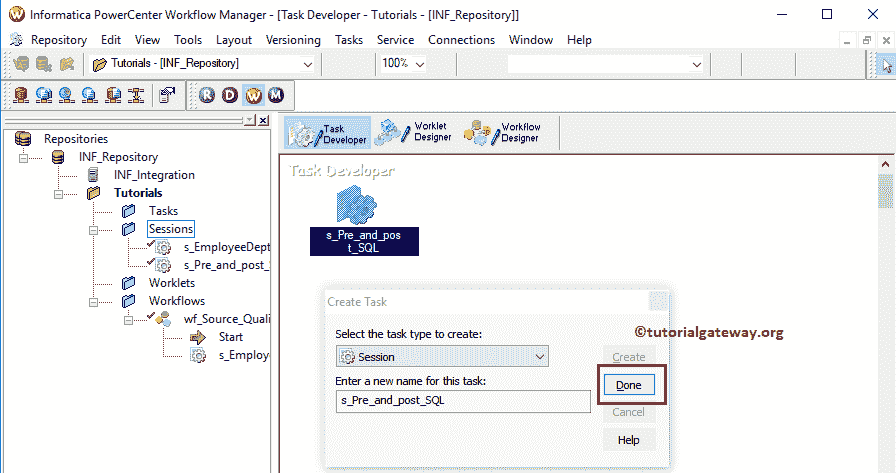 Informatica PowerCenter Workflow Manager - [Task Developer - Tutorials - [INF_Repository]]
Repository Edit View Tools Layout Versioning Tasks Service Connections Window Help
Tutorials - [INF_Repository] 100%
R D W M
Repositories
INF_Repository
INF_Integration
Tutorials
Tasks
Sessions
s_EmployeeDept
s_Pre_and_post_S
Worklets
Workflows
wf_Source_Quali
Start
s_Employ
Task
Developer
Worklet
Designer
Workflow
Designer
Task Developer
s_Pre_and_pos
t_SQL
Create Task
Select the task type to create:
Session
Enter a new name for this task:
s_Pre_and_post_SQL
Create
Done
Cancel
Help
©tutorialgateway.org